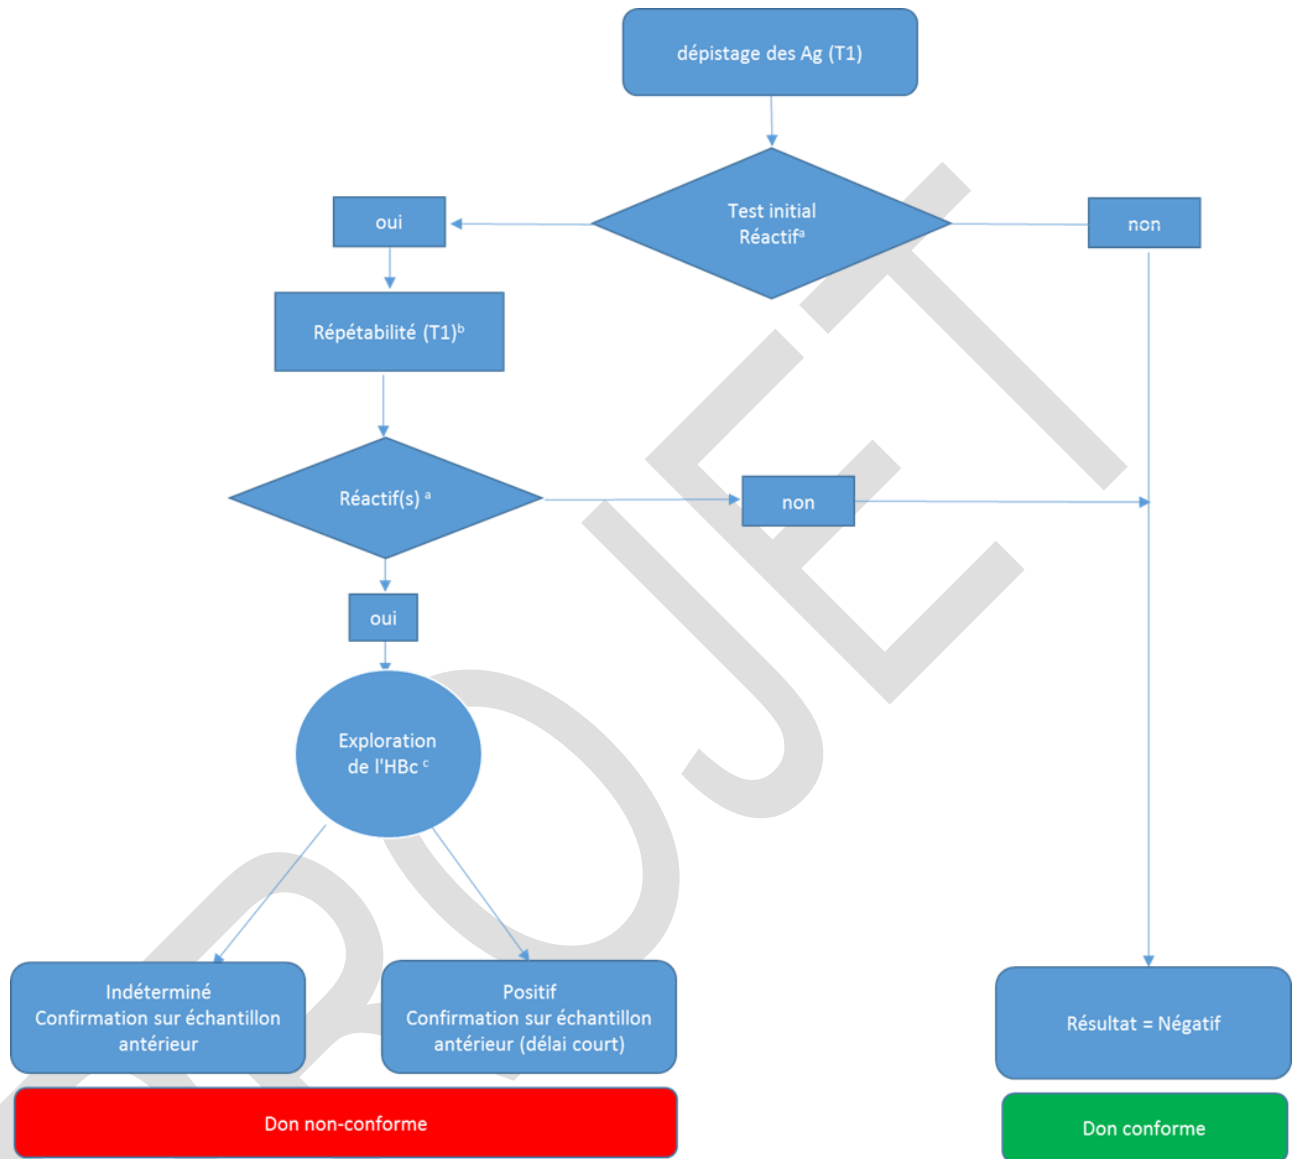 dépistage des Ag (T1)
Test initial
Réactifᵃ
oui
non
Répétabilité (T1)ᵇ
Réactif(s) ᵃ
non
oui
Exploration
de l'HBc ᶜ
Indéterminé
Confirmation sur échantillon
antérieur
Positif
Confirmation sur échantillon
antérieur (délai court)
Résultat = Négatif
Don non-conforme
Don conforme
PROJET